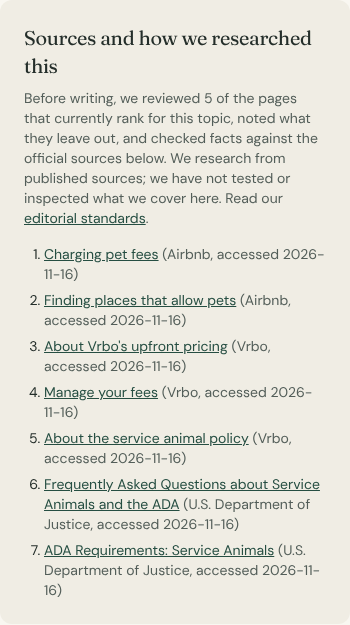 Sources and how we researched
this
Before writing, we reviewed 5 of the pages
that currently rank for this topic, noted what
they leave out, and checked facts against the
official sources below. We research from
published sources; we have not tested or
inspected what we cover here. Read our
editorial standards.
1. Charging pet fees (Airbnb, accessed 2026-
11-16)
2. Finding places that allow pets (Airbnb,
accessed 2026-11-16)
3. About Vrbo's upfront pricing (Vrbo,
accessed 2026-11-16)
4. Manage your fees (Vrbo, accessed 2026-
11-16)
5. About the service animal policy (Vrbo,
accessed 2026-11-16)
6. Frequently Asked Questions about Service
Animals and the ADA (U.S. Department of
Justice, accessed 2026-11-16)
7. ADA Requirements: Service Animals (U.S.
Department of Justice, accessed 2026-11-
16)